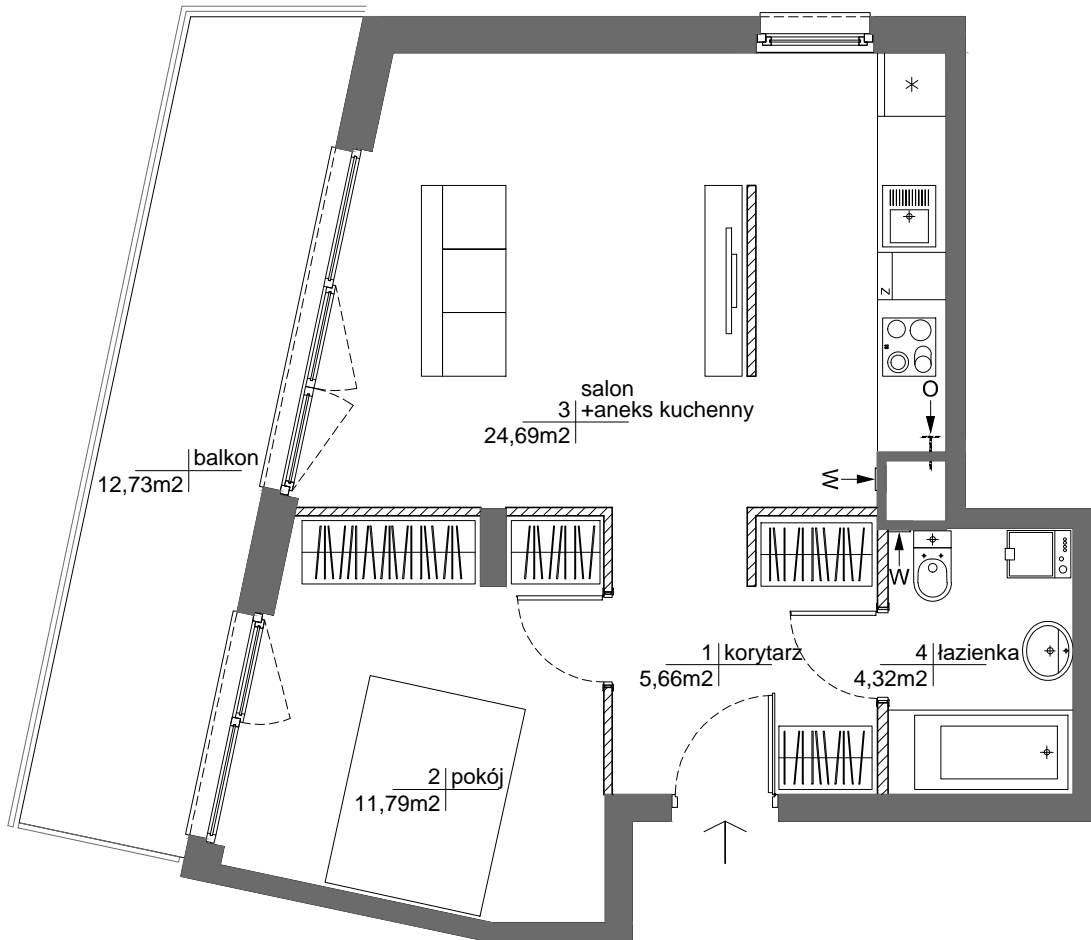 salon
3 +aneks kuchenny
24,69m2
balkon
12,73m2
Z
O
W
W
1 korytarz
5,66m2
4 łazienka
4,32m2
2 pokój
11,79m2